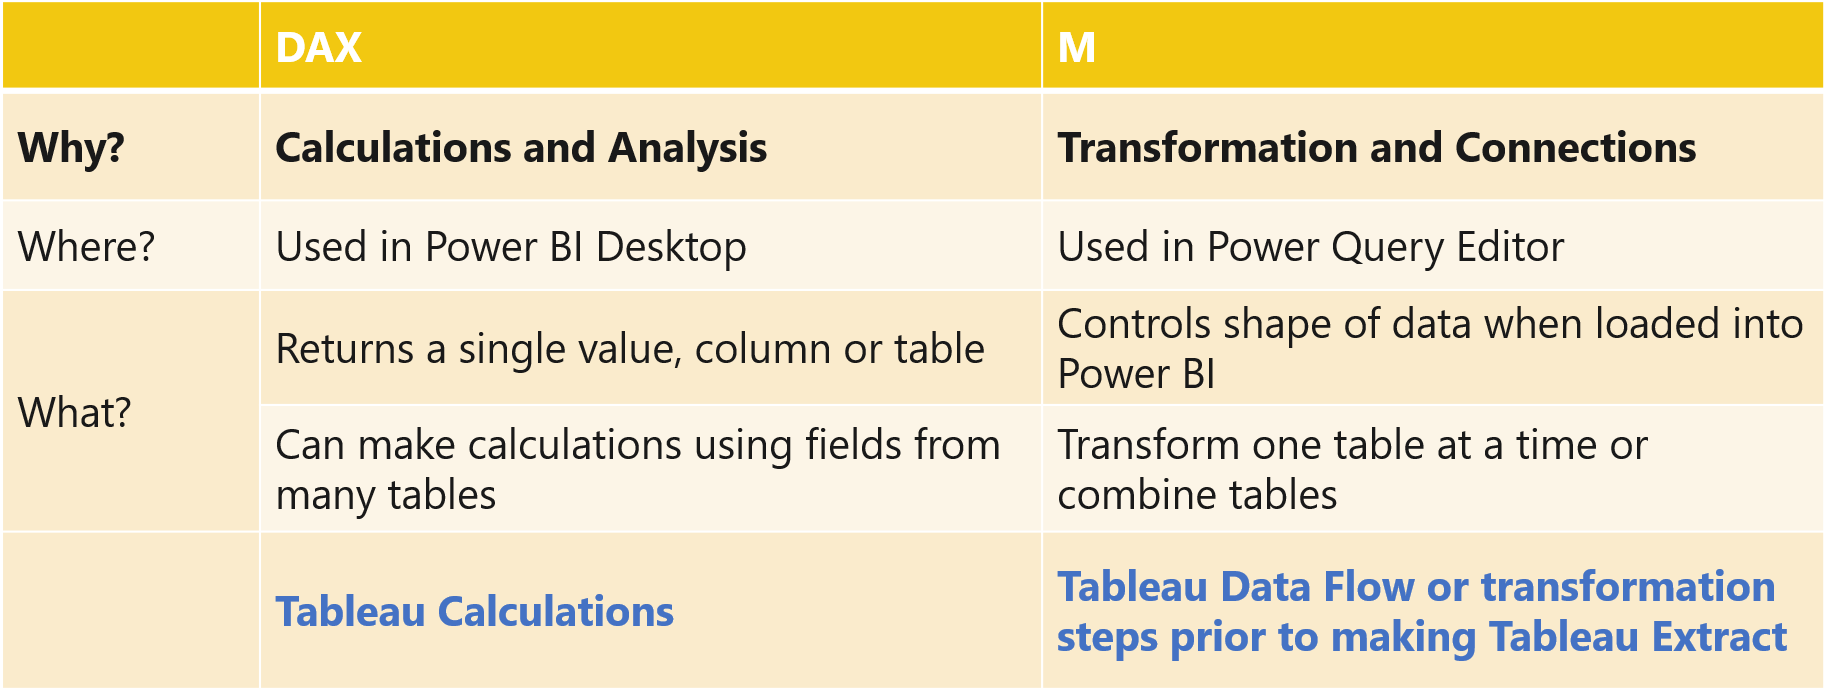 DAX
M
Why?
Calculations and Analysis
Transformation and Connections
Where?
Used in Power BI Desktop
Used in Power Query Editor
What?
Returns a single value, column or table
Controls shape of data when loaded into
Power BI
Can make calculations using fields from
many tables
Transform one table at a time or
combine tables
Tableau Calculations
Tableau Data Flow or transformation
steps prior to making Tableau Extract